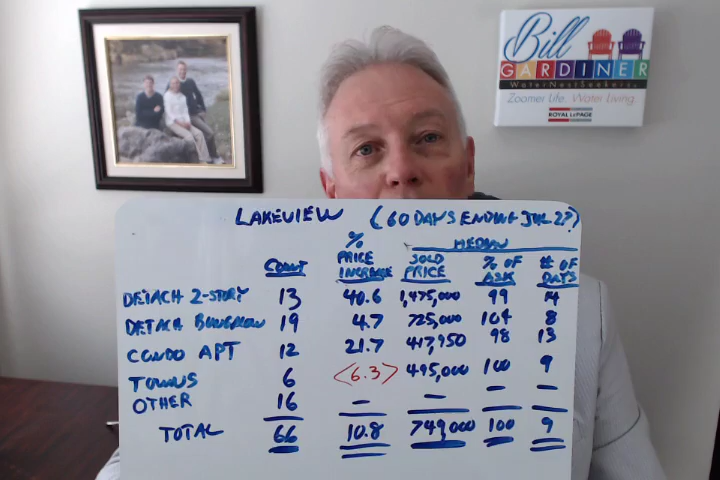 Bill
GARDINER
WaterNestSeekers
Zoomer Life. Water Living.
ROYAL LEPAGE
LAKEVIEW (60 DAYS ENDING JUL 27)
% MEDIAN
PRICE SOLD % OF # OF
COUNT INCREASE PRICE ASK DAYS
DETACH 2-STORY 13 40.6 1,475,000 99 14
DETACH BUNGALOW 19 4.7 725,000 104 8
CONDO APT 12 21.7 417,950 98 13
TOWNS 6 <6.3> 495,000 100 9
OTHER 16 – – – –
TOTAL 66 10.8 749,000 100 9